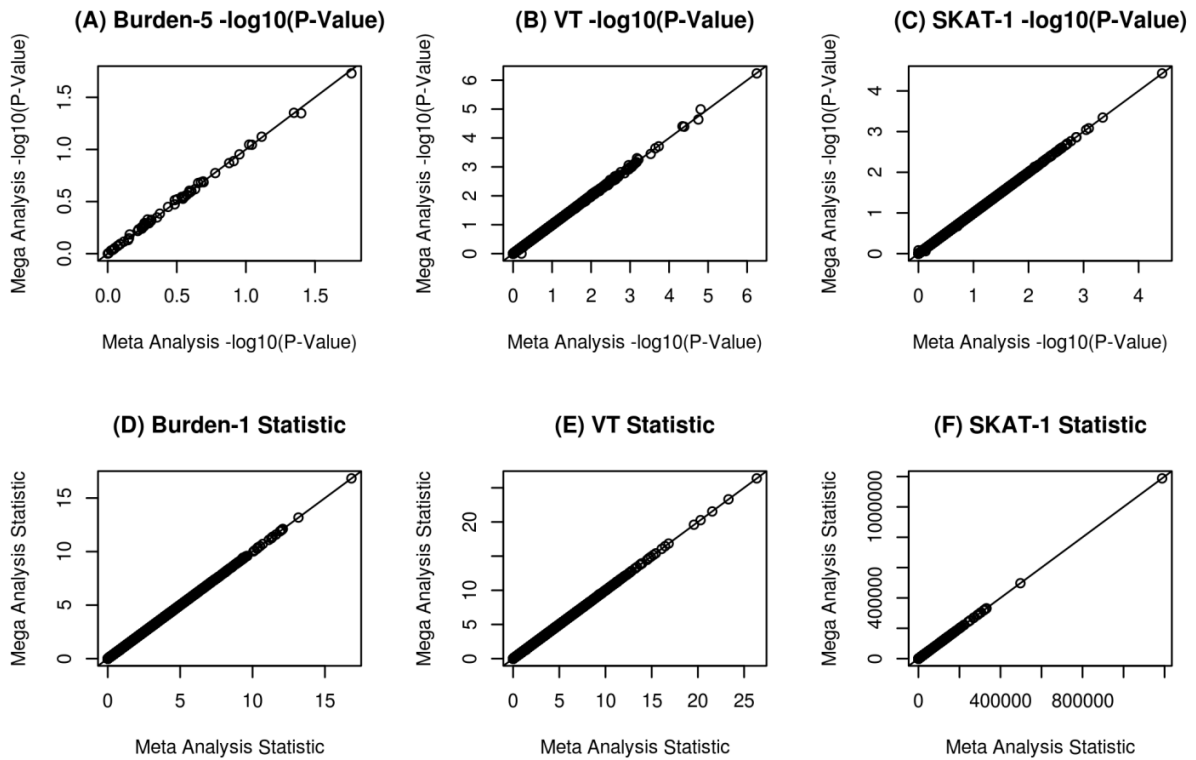 (A) Burden-5 -log10(P-Value)
Mega Analysis -log10(P-Value)
0.0 0.5 1.0 1.5
0.0 0.5 1.0 1.5
Meta Analysis -log10(P-Value)
(B) VT -log10(P-Value)
Mega Analysis -log10(P-Value)
0 1 2 3 4 5 6
0 1 2 3 4 5 6
Meta Analysis -log10(P-Value)
(C) SKAT-1 -log10(P-Value)
Mega Analysis -log10(P-Value)
0 1 2 3 4
0 1 2 3 4
Meta Analysis -log10(P-Value)
(D) Burden-1 Statistic
Mega Analysis Statistic
0 5 10 15
0 5 10 15
Meta Analysis Statistic
(E) VT Statistic
Mega Analysis Statistic
0 5 10 20
0 5 10 15 20 25
Meta Analysis Statistic
(F) SKAT-1 Statistic
Mega Analysis Statistic
0 400000 1000000
0 400000 800000
Meta Analysis Statistic